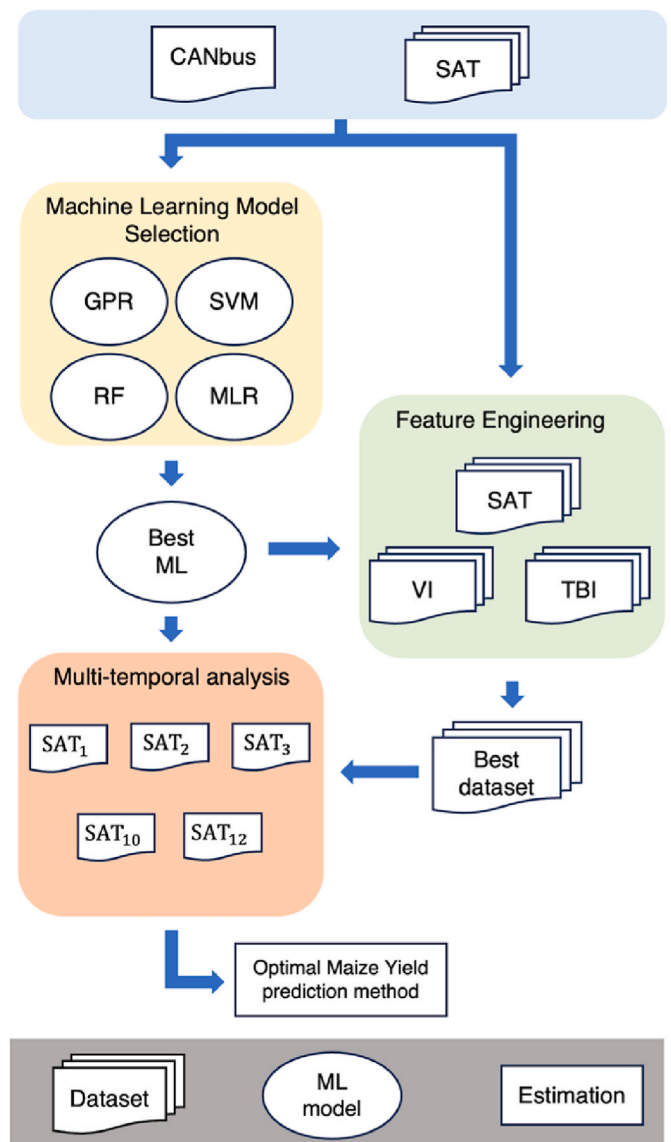 CANbus
SAT
Machine Learning Model
Selection
GPR
SVM
RF
MLR
Feature Engineering
SAT
VI
TBI
Best
ML
Multi-temporal analysis
SAT₁
SAT₂
SAT₃
SAT₁₀
SAT₁₂
Best
dataset
Optimal Maize Yield
prediction method
Dataset
ML
model
Estimation